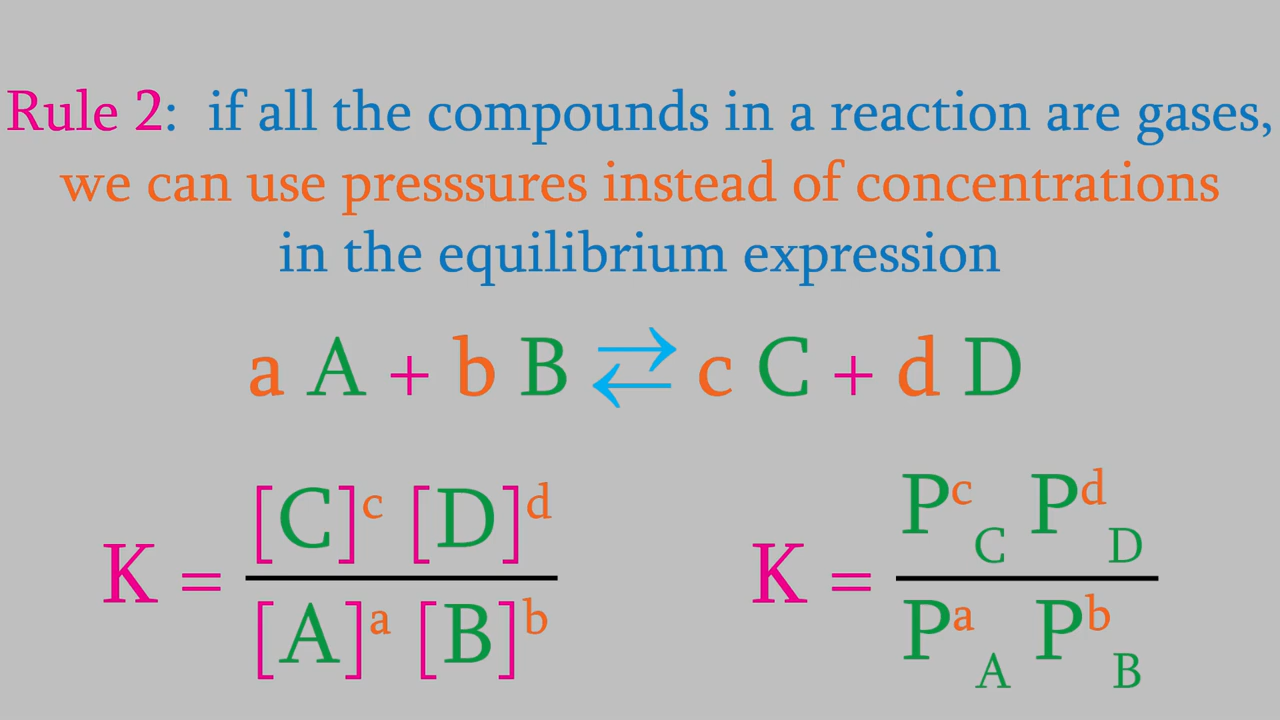 Rule 2: if all the compounds in a reaction are gases,
we can use presssures instead of concentrations
in the equilibrium expression
a A + b B ⇄ c C + d D
K = [C]^c [D]^d / [A]^a [B]^b
K = P^c_C P^d_D / P^a_A P^b_B